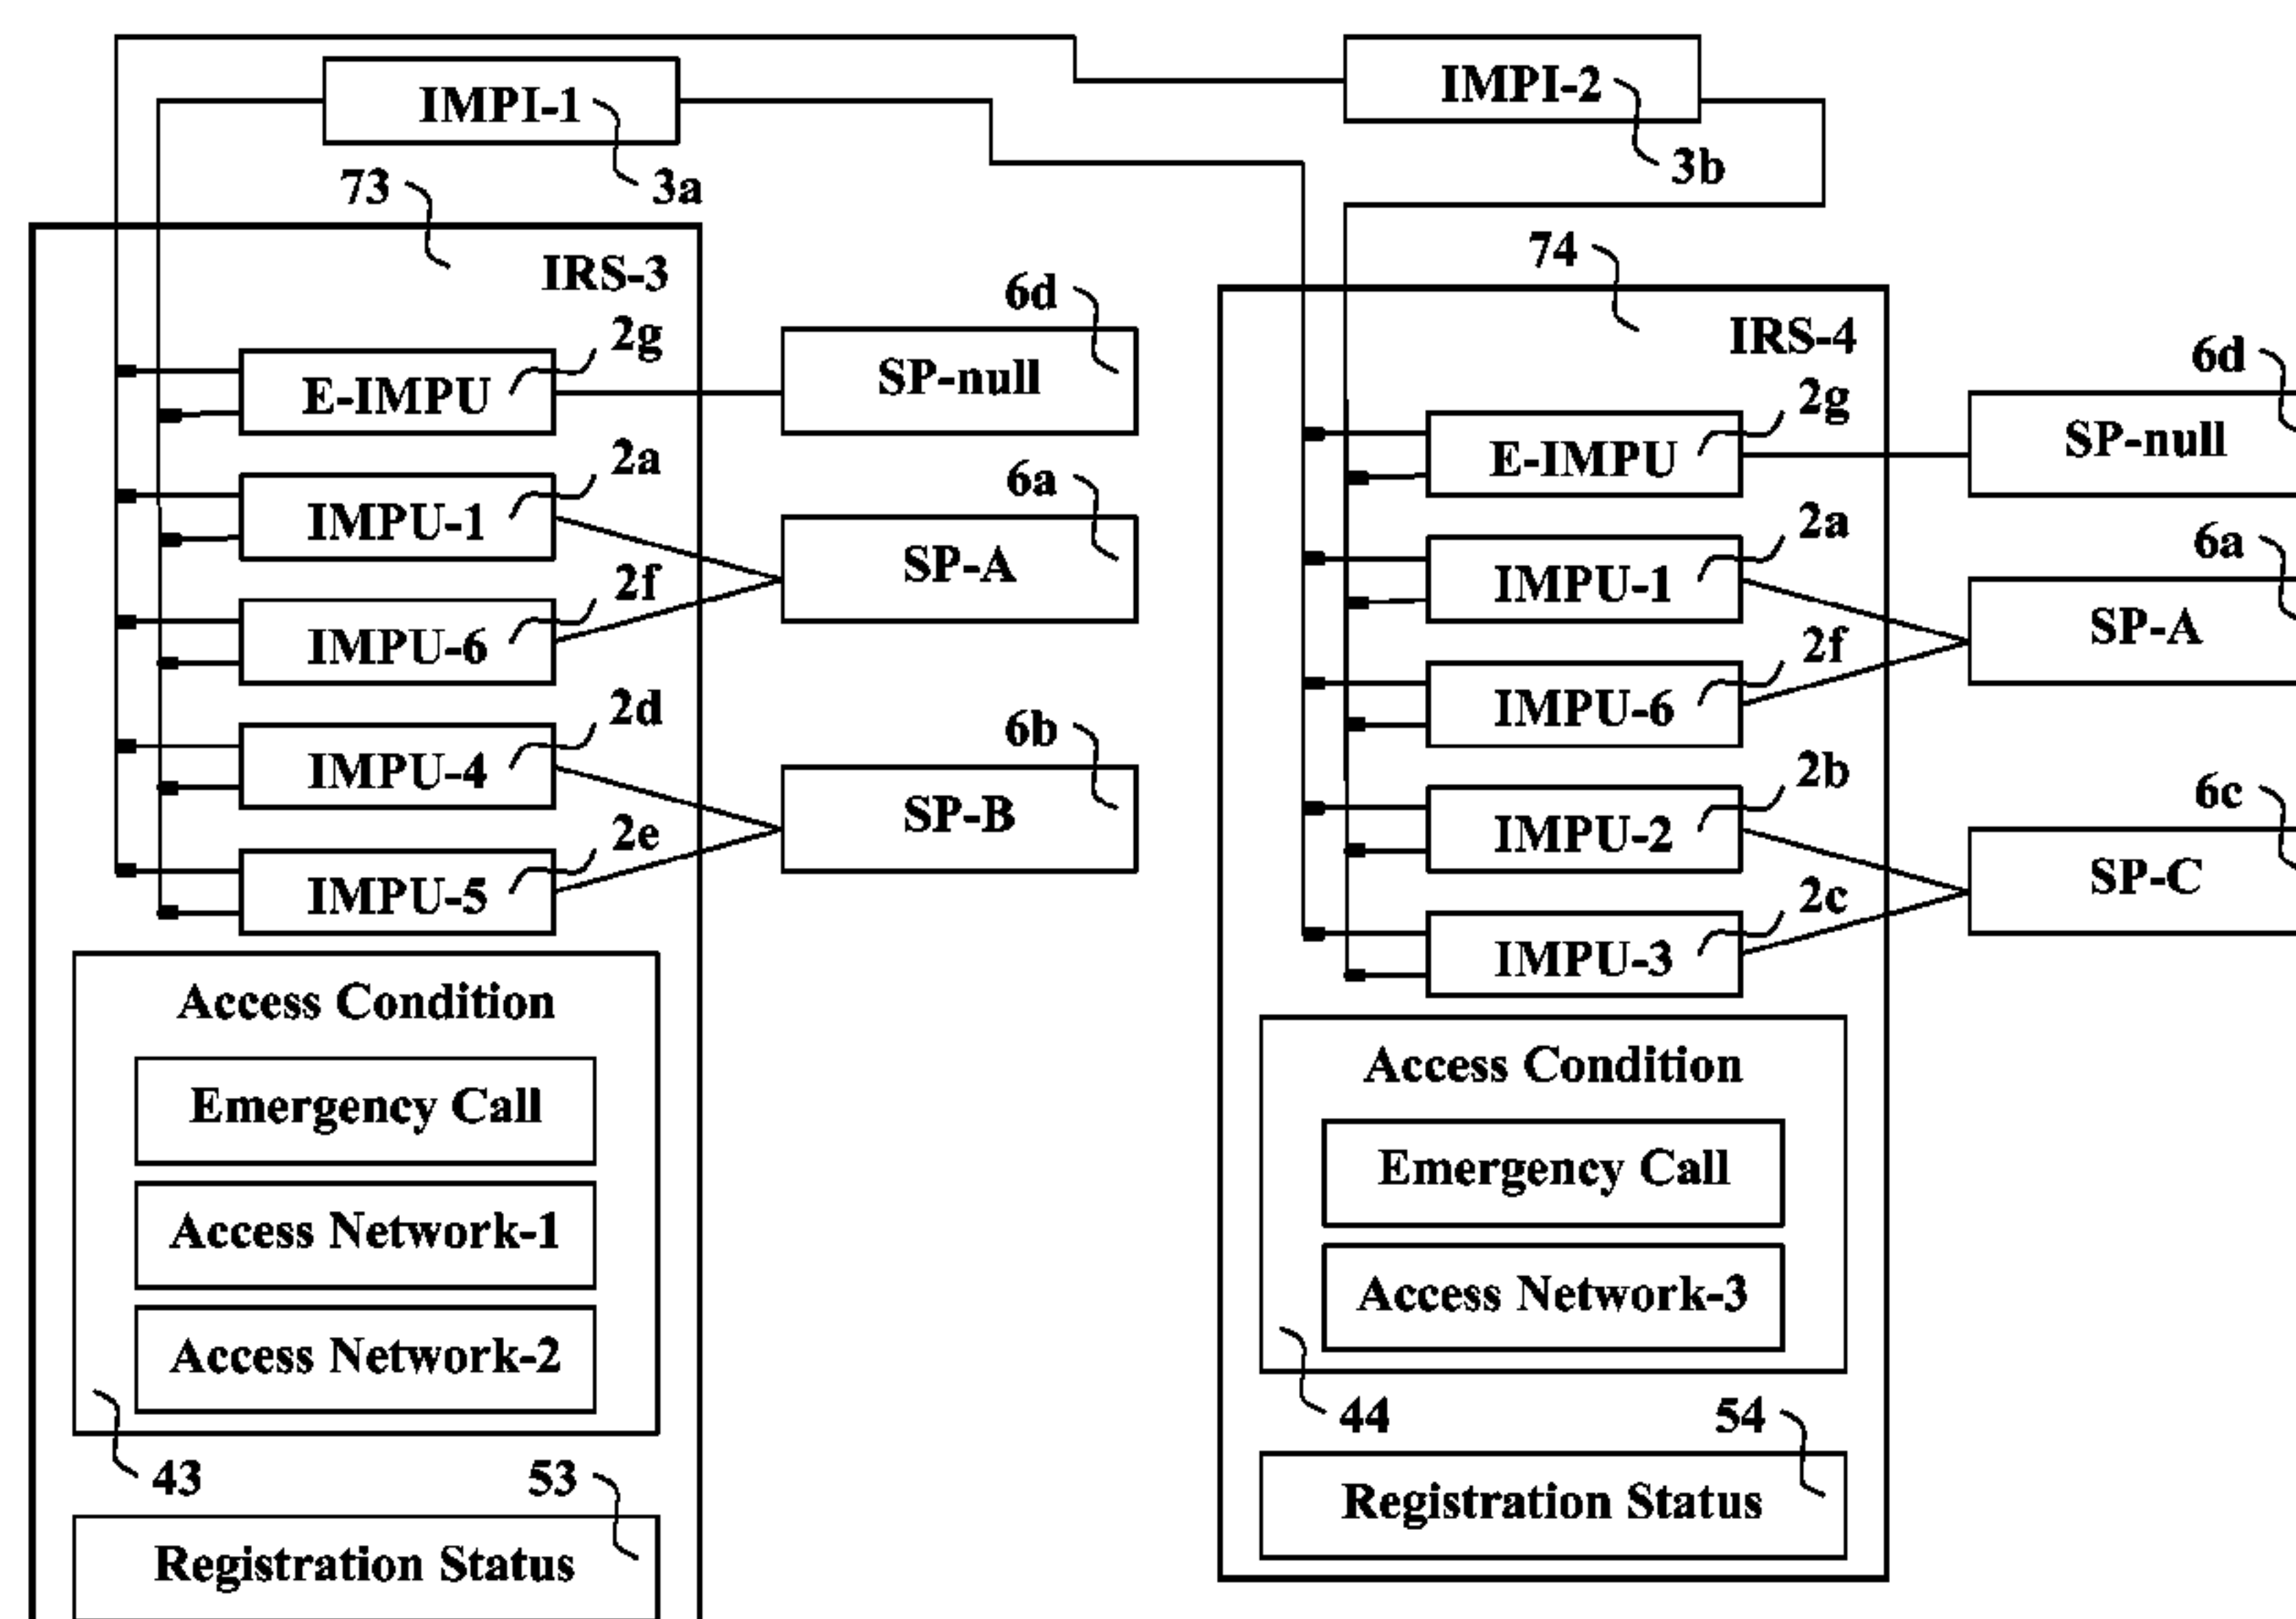 IMPI-1
3a
IMPI-2
3b
73
IRS-3
E-IMPU
2g
IMPU-1
2a
IMPU-6
2f
IMPU-4
2d
IMPU-5
2e
SP-null
6d
SP-A
6a
SP-B
6b
Access Condition
Emergency Call
Access Network-1
Access Network-2
43
53
Registration Status
74
IRS-4
E-IMPU
2g
IMPU-1
2a
IMPU-6
2f
IMPU-2
2b
IMPU-3
2c
SP-null
6d
SP-A
6a
SP-C
6c
Access Condition
Emergency Call
Access Network-3
44
54
Registration Status